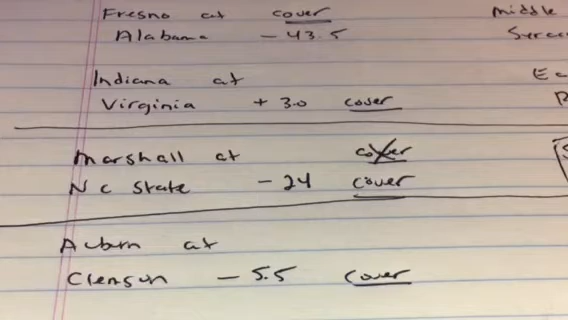 Fresno at cover
Alabama - 43.5
Middle
Indiana at
Virginia + 3.0 cover
Marshall at cover
NC State - 24 cover
Auburn at
Clemson - 5.5 cover